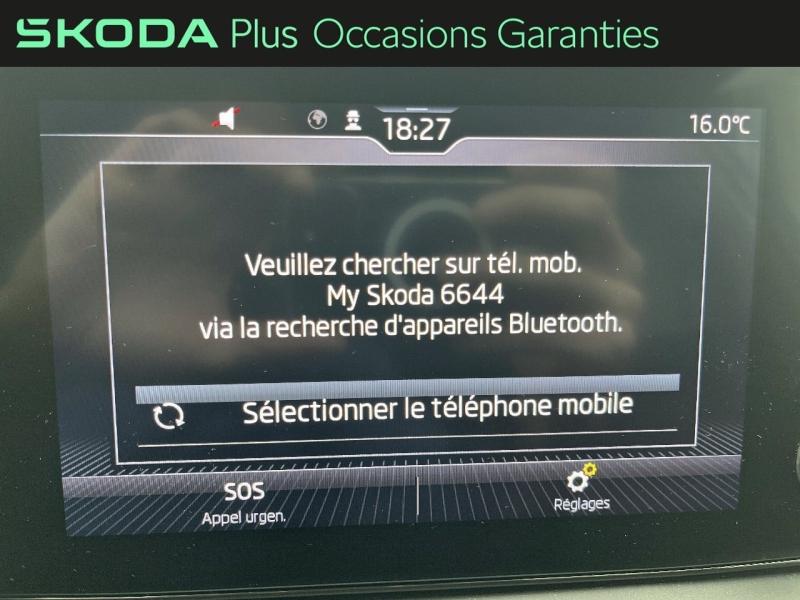 SKODA Plus Occasions Garanties
18:27
16.0°C
Veuillez chercher sur tél. mob.
My Skoda 6644
via la recherche d'appareils Bluetooth.
Sélectionner le téléphone mobile
SOS
Appel urgen.
Réglages